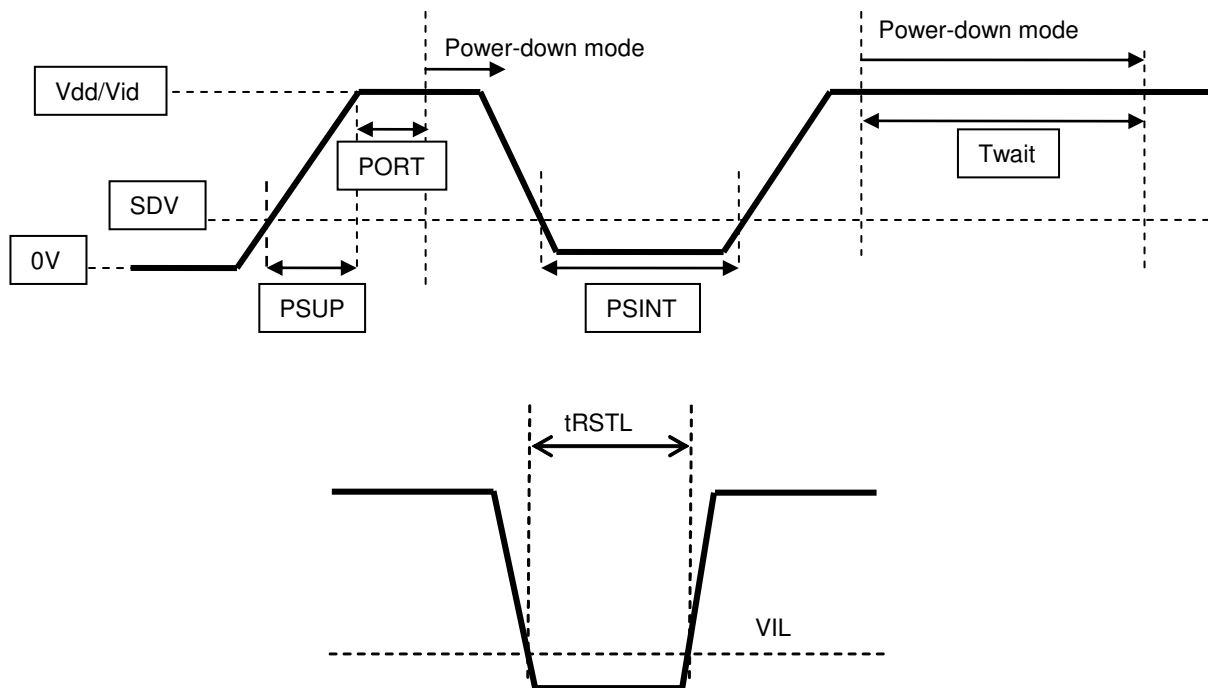 Power-down mode
Power-down mode
Vdd/Vid
PORT
Twait
SDV
0V
PSUP
PSINT
tRSTL
VIL